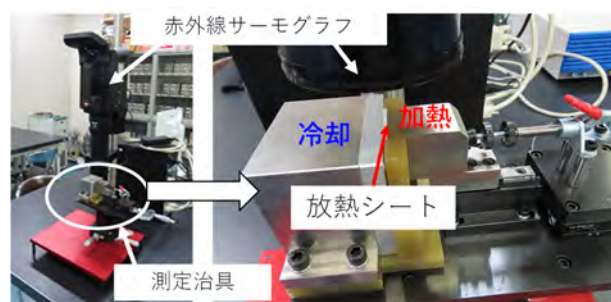 赤外線サーモグラフ
冷却
加熱
放熱シート
測定治具